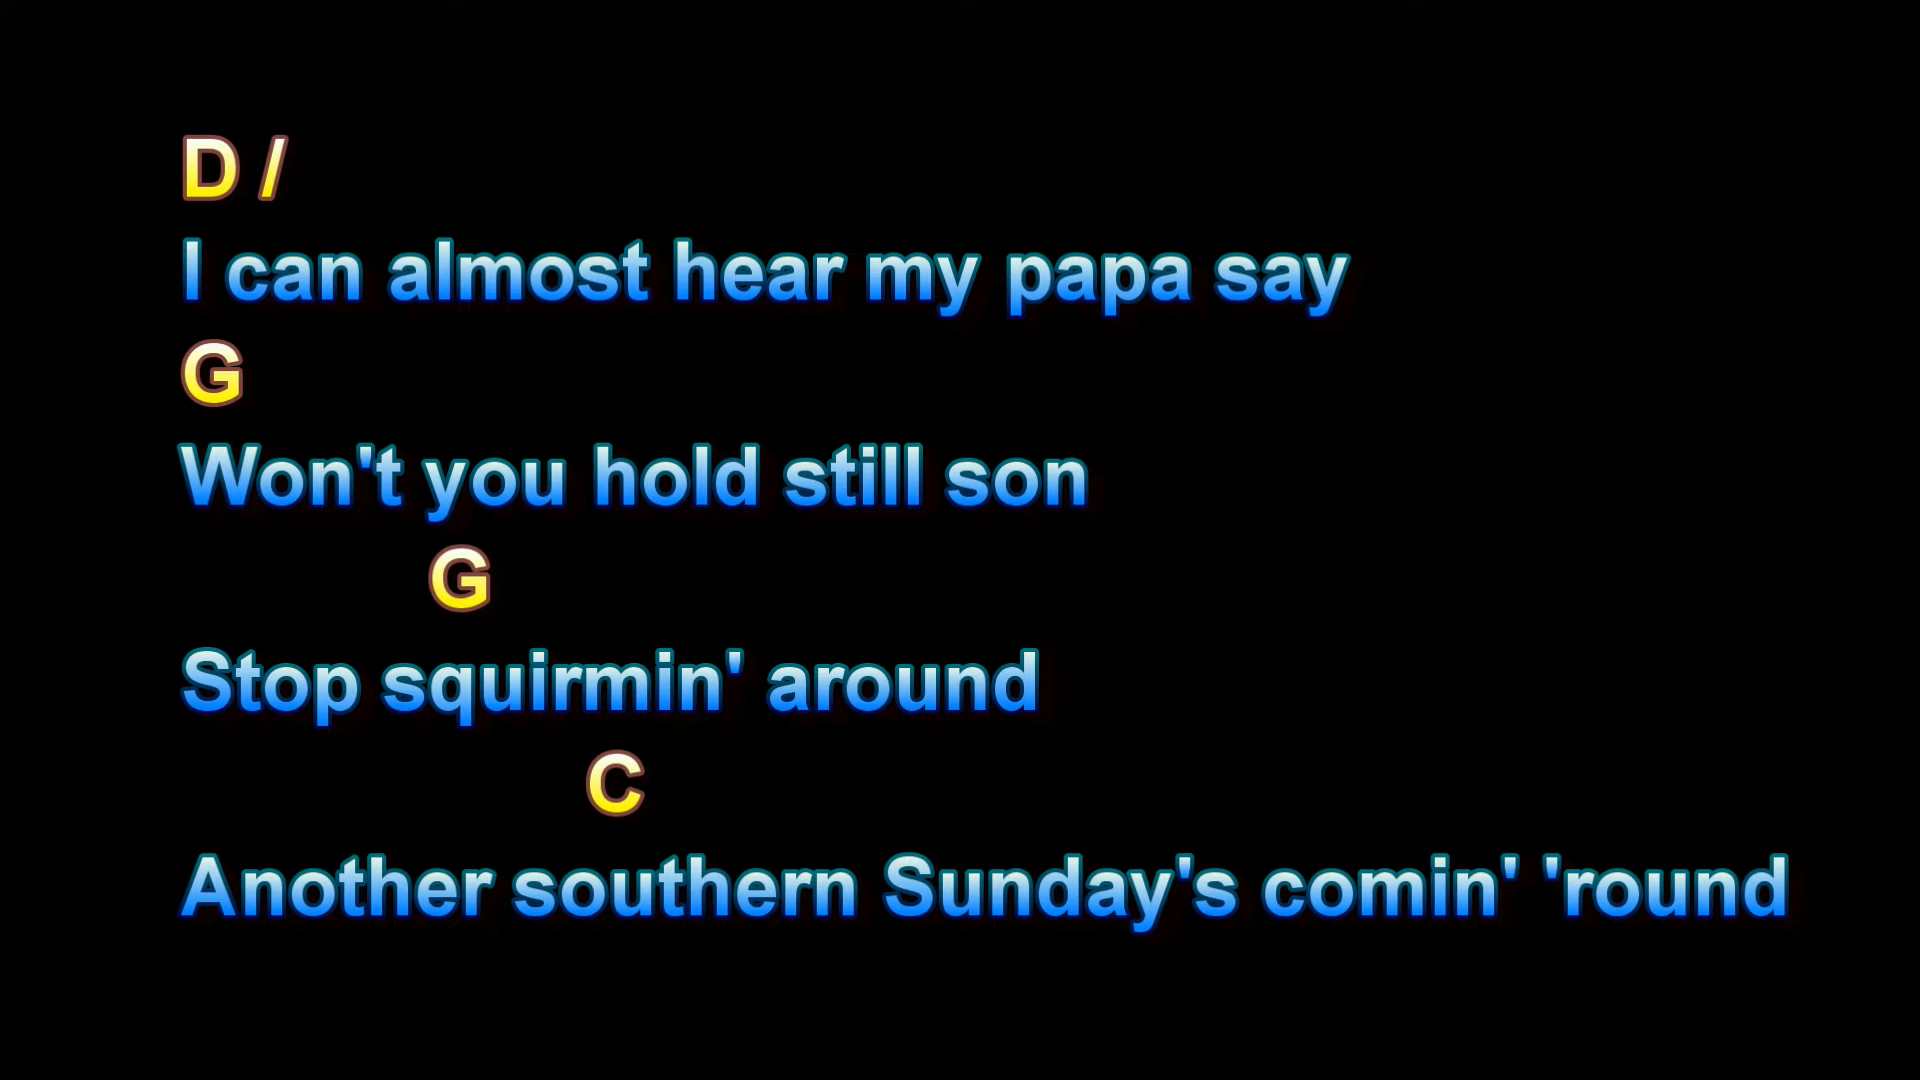 D /
I can almost hear my papa say
G
Won't you hold still son
G
Stop squirmin' around
C
Another southern Sunday's comin' 'round